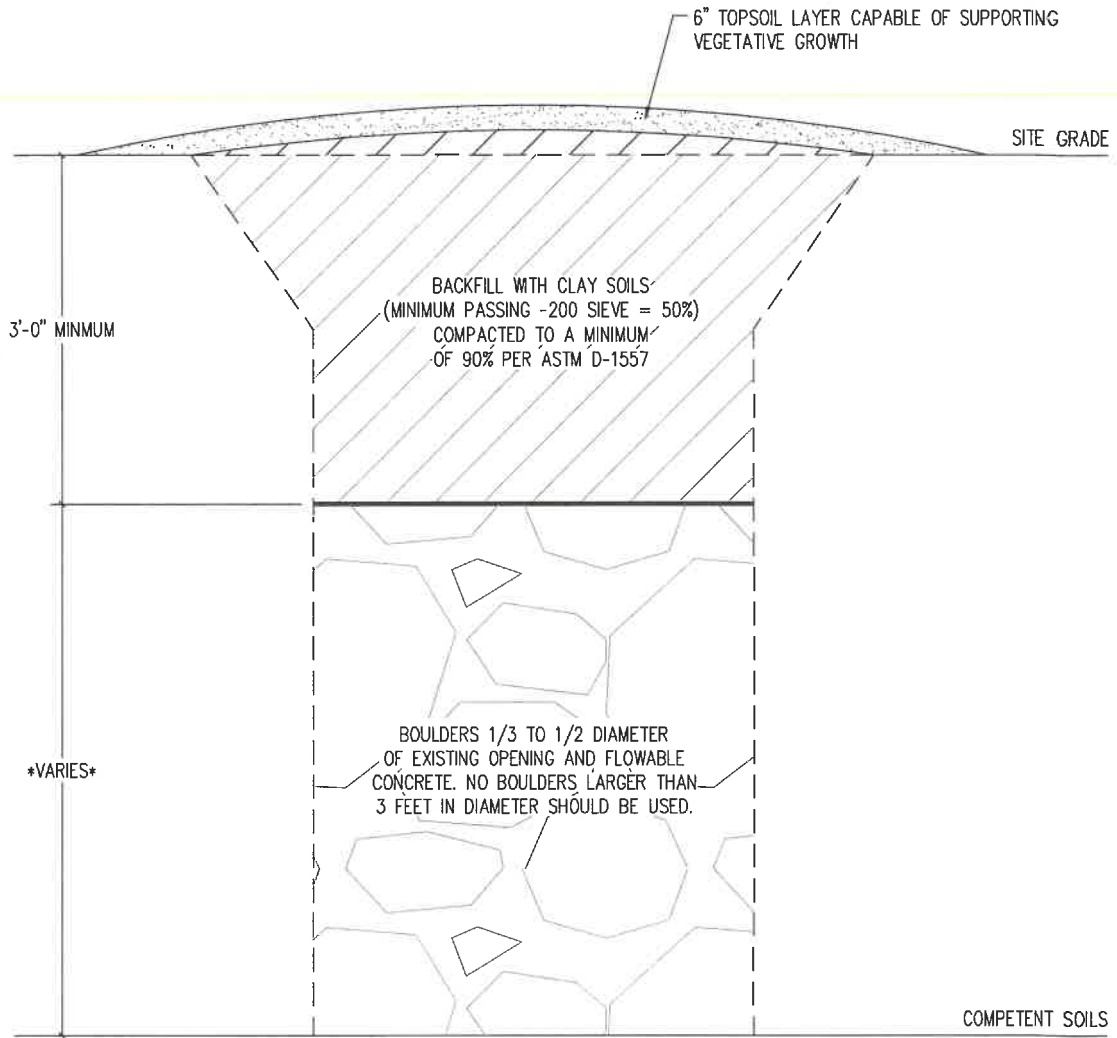 6" TOPSOIL LAYER CAPABLE OF SUPPORTING
VEGETATIVE GROWTH
SITE GRADE
BACKFILL WITH CLAY SOILS
(MINIMUM PASSING -200 SIEVE = 50%)
COMPACTED TO A MINIMUM
OF 90% PER ASTM D-1557
3'-0" MINMUM
BOULDERS 1/3 TO 1/2 DIAMETER
OF EXISTING OPENING AND FLOWABLE
CONCRETE. NO BOULDERS LARGER THAN
3 FEET IN DIAMETER SHOULD BE USED.
*VARIES*
COMPETENT SOILS